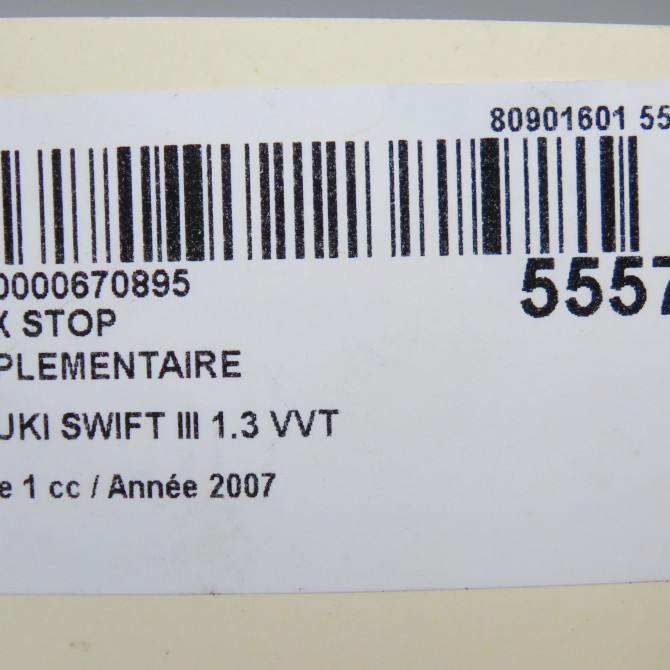 80901601 55
0000670895
5557
X STOP
PLEMENTAIRE
UKI SWIFT III 1.3 VVT
e 1 cc / Année 2007